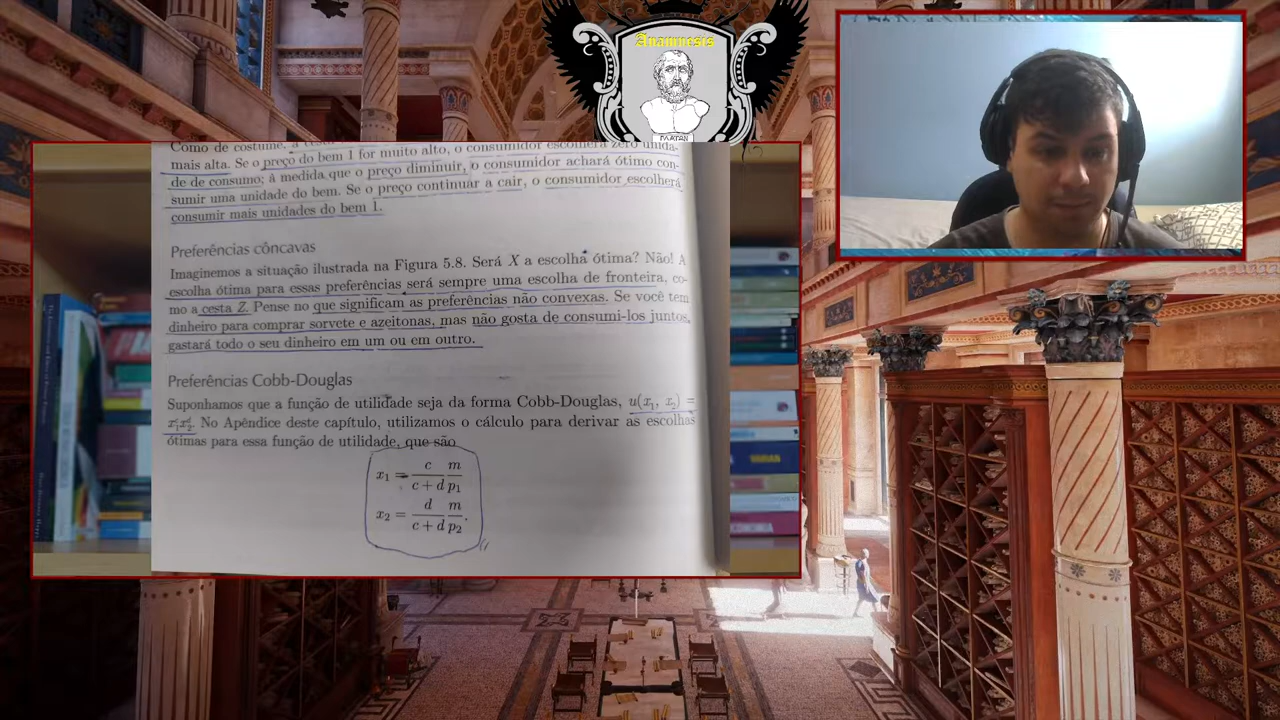 Anamnesis
PLATÃO
Como de costume, a
mais alta. Se o preço do bem 1 for muito alto, o consumidor escolherá zero unida-
de de consumo; à medida que o preço diminuir, o consumidor achará ótimo con-
sumir uma unidade do bem. Se o preço continuar a cair, o consumidor escolherá
consumir mais unidades do bem 1.
Preferências côncavas
Imaginemos a situação ilustrada na Figura 5.8. Será X a escolha ótima? Não! A
escolha ótima para essas preferências será sempre uma escolha de fronteira, co-
mo a cesta Z. Pense no que significam as preferências não convexas. Se você tem
dinheiro para comprar sorvete e azeitonas, mas não gosta de consumi-los juntos,
gastará todo o seu dinheiro em um ou em outro.
Preferências Cobb-Douglas
Suponhamos que a função de utilidade seja da forma Cobb-Douglas, u(x₁, x₂) =
x₁ᶜx₂ᵈ. No Apêndice deste capítulo, utilizamos o cálculo para derivar as escolhas
ótimas para essa função de utilidade, que são
x₁ = c/(c + d) m/p₁
x₂ = d/(c + d) m/p₂.
VARIAN